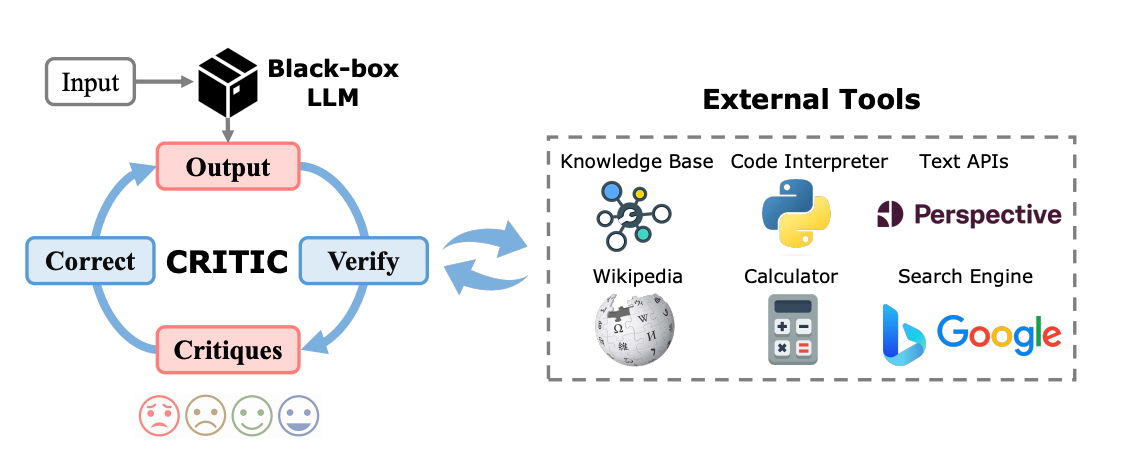 Input
Black-box
LLM
Output
Correct
CRITIC
Verify
Critiques
External Tools
Knowledge Base
Code Interpreter
Text APIs
Perspective
Wikipedia
Calculator
Search Engine
Ω
W
И
維
Google